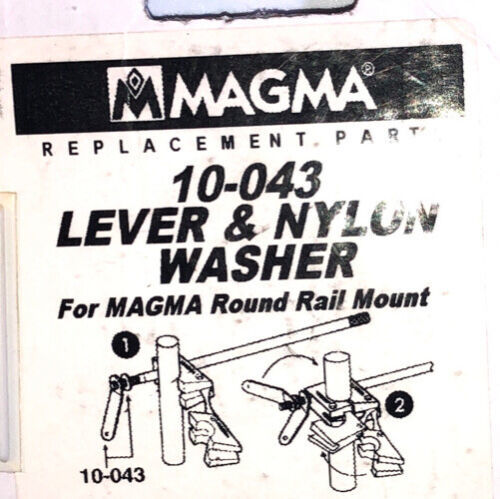 MAGMA®
REPLACEMENT PART
10-043
LEVER & NYLON
WASHER
For MAGMA Round Rail Mount
1
2
10-043